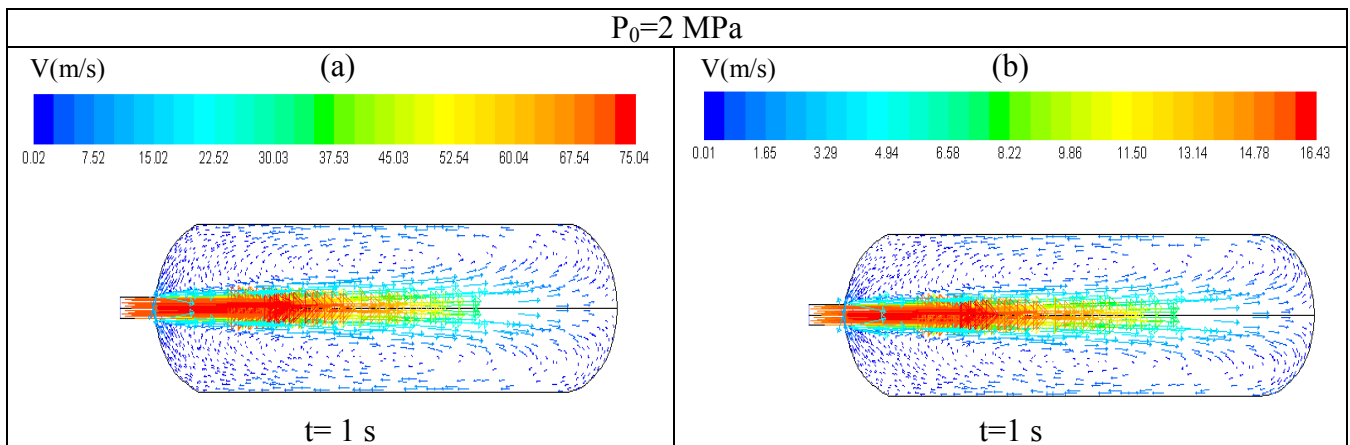 P₀=2 MPa
V(m/s) (a)
0.02 7.52 15.02 22.52 30.03 37.53 45.03 52.54 60.04 67.54 75.04
t= 1 s
V(m/s) (b)
0.01 1.65 3.29 4.94 6.58 8.22 9.86 11.50 13.14 14.78 16.43
t=1 s